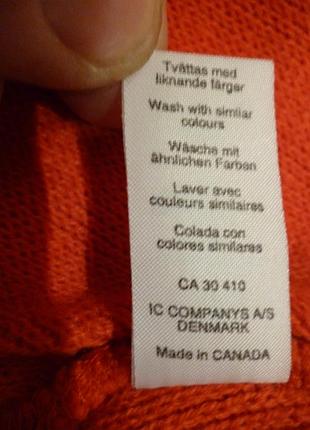 Tvättas med
liknande färger
Wash with similar
colours
Wäsche mit
ähnlichen Farben
Laver avec
couleurs similaires
Colada con
colores similares
CA 30 410
IC COMPANYS A/S
DENMARK
Made in CANADA